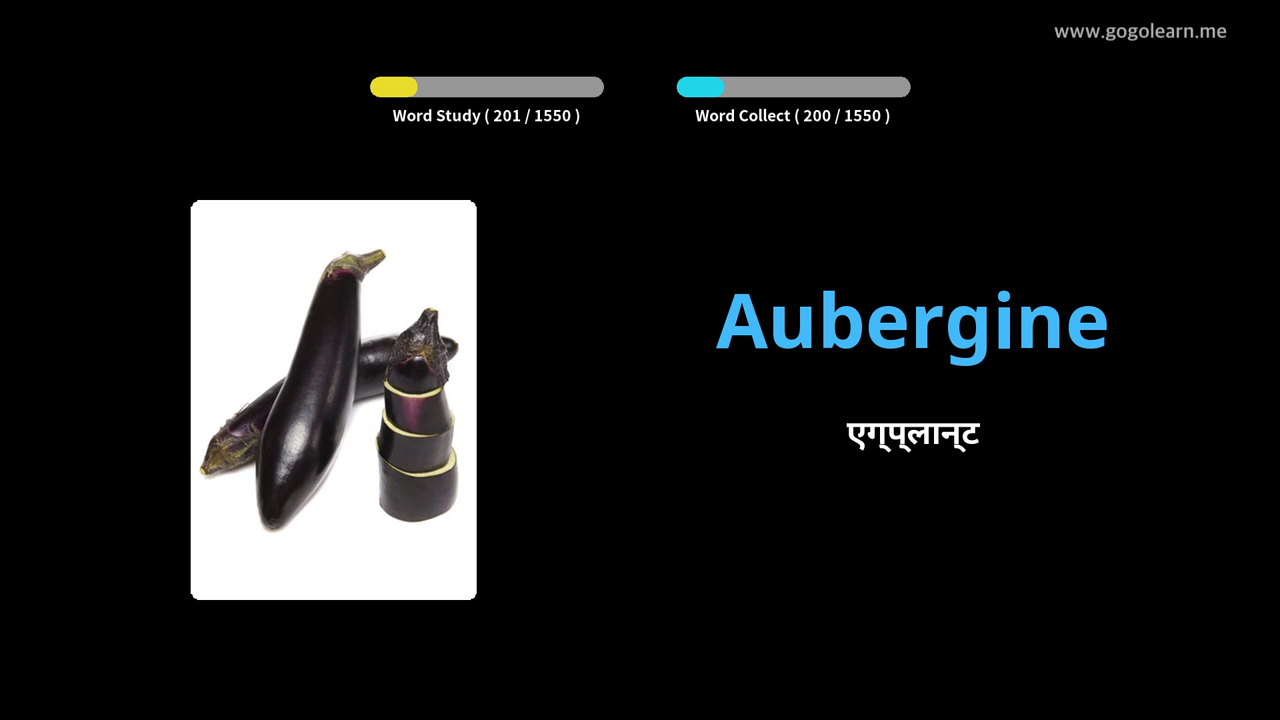 www.gogolearn.me
Word Study ( 201 / 1550 )
Word Collect ( 200 / 1550 )
Aubergine
एग्प्लान्ट